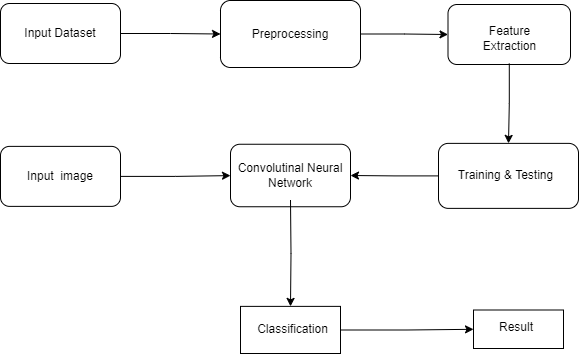 Input Dataset
Preprocessing
Feature
Extraction
Input image
Convolutinal Neural
Network
Training & Testing
Classification
Result